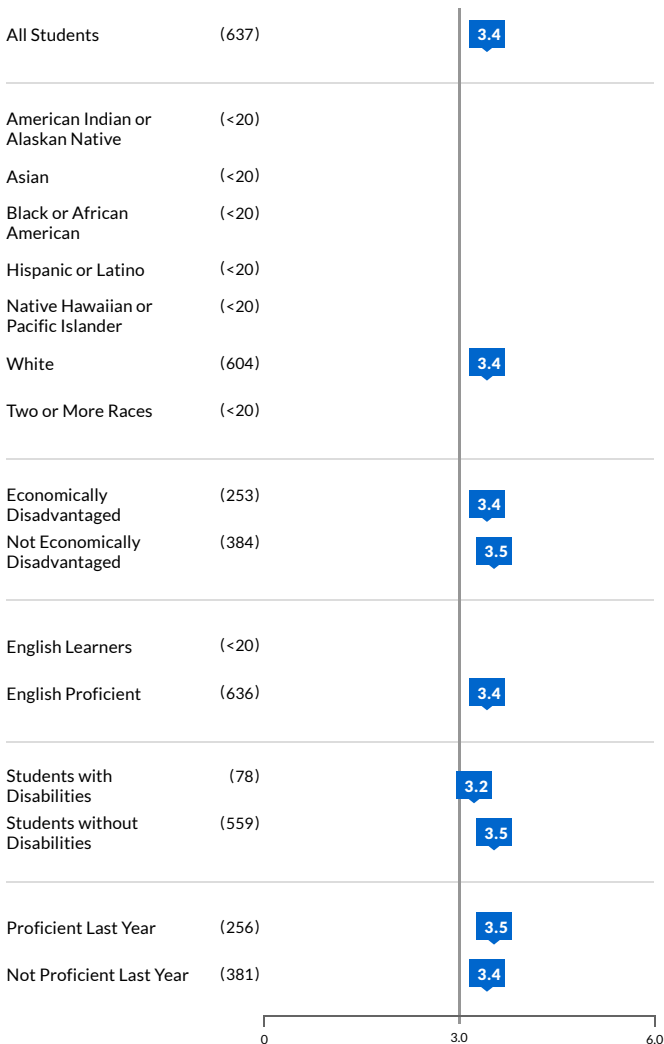 All Students (637) 3.4
American Indian or (<20)
Alaskan Native
Asian (<20)
Black or African (<20)
American
Hispanic or Latino (<20)
Native Hawaiian or (<20)
Pacific Islander
White (604) 3.4
Two or More Races (<20)
Economically (253) 3.4
Disadvantaged
Not Economically (384) 3.5
Disadvantaged
English Learners (<20)
English Proficient (636) 3.4
Students with (78) 3.2
Disabilities
Students without (559) 3.5
Disabilities
Proficient Last Year (256) 3.5
Not Proficient Last Year (381) 3.4
0 3.0 6.0